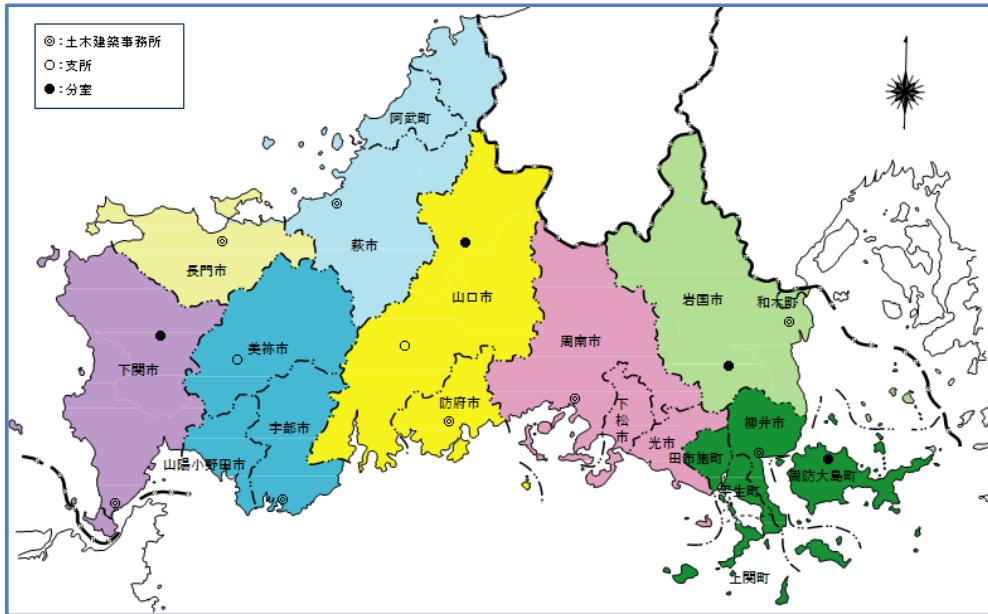 ◎：土木建築事務所
○：支所
●：分室
阿武町
萩市
長門市
山口市
岩国市
和木町
美祢市
周南市
下関市
防府市
下松市
柳井市
宇部市
光市
田布施町
山陽小野田市
周防大島町
平生町
上関町